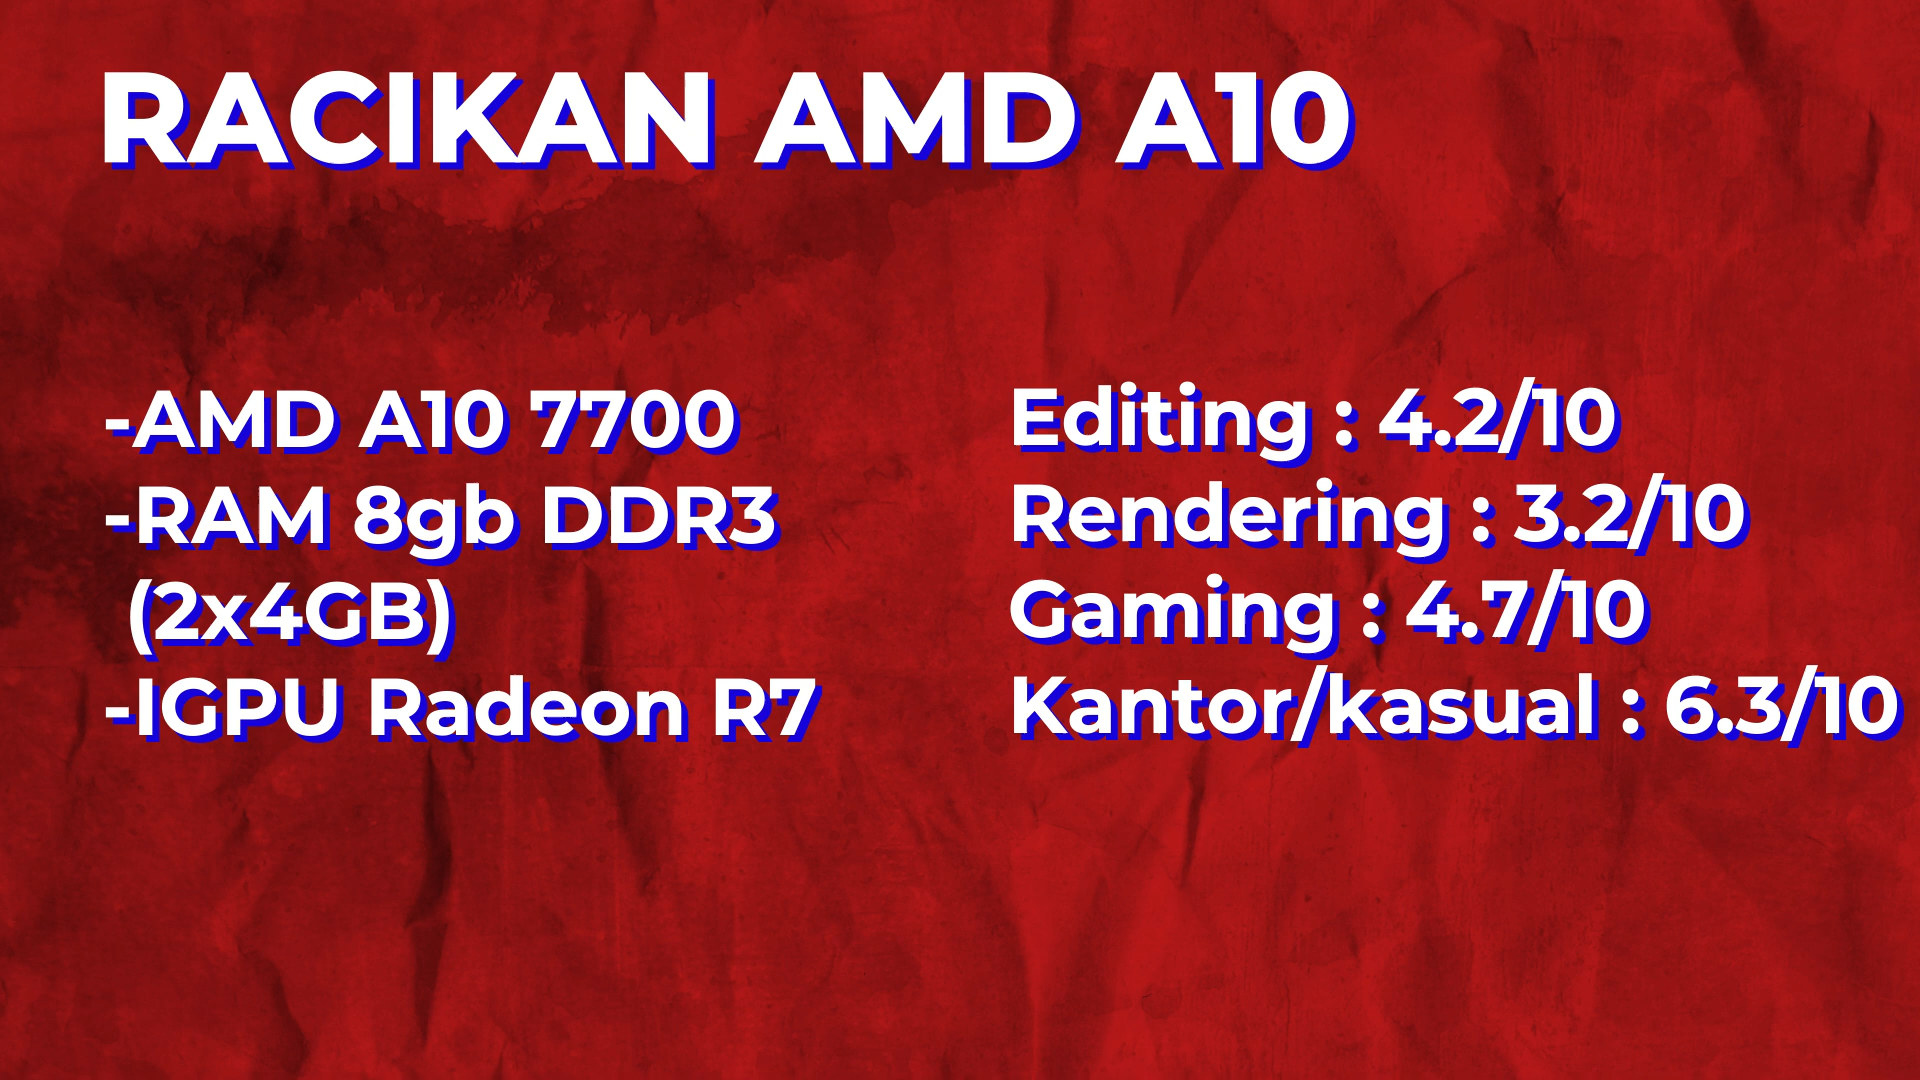 RACIKAN AMD A10
-AMD A10 7700
-RAM 8gb DDR3
(2x4GB)
-IGPU Radeon R7
Editing : 4.2/10
Rendering : 3.2/10
Gaming : 4.7/10
Kantor/kasual : 6.3/10